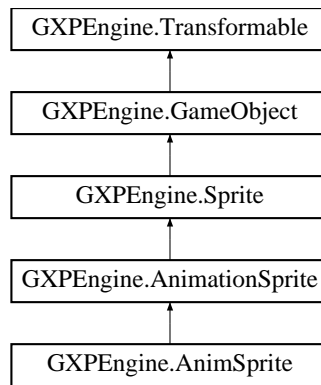 GXPEngine.Transformable
GXPEngine.GameObject
GXPEngine.Sprite
GXPEngine.AnimationSprite
GXPEngine.AnimSprite